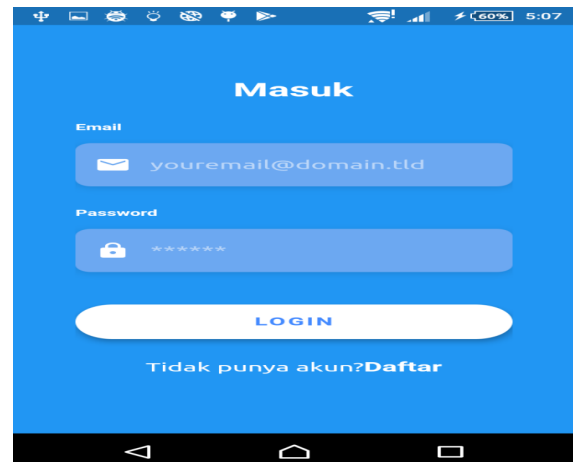 60% 5:07
Masuk
Email
youremail@domain.tld
Password
******
LOGIN
Tidak punya akun?Daftar